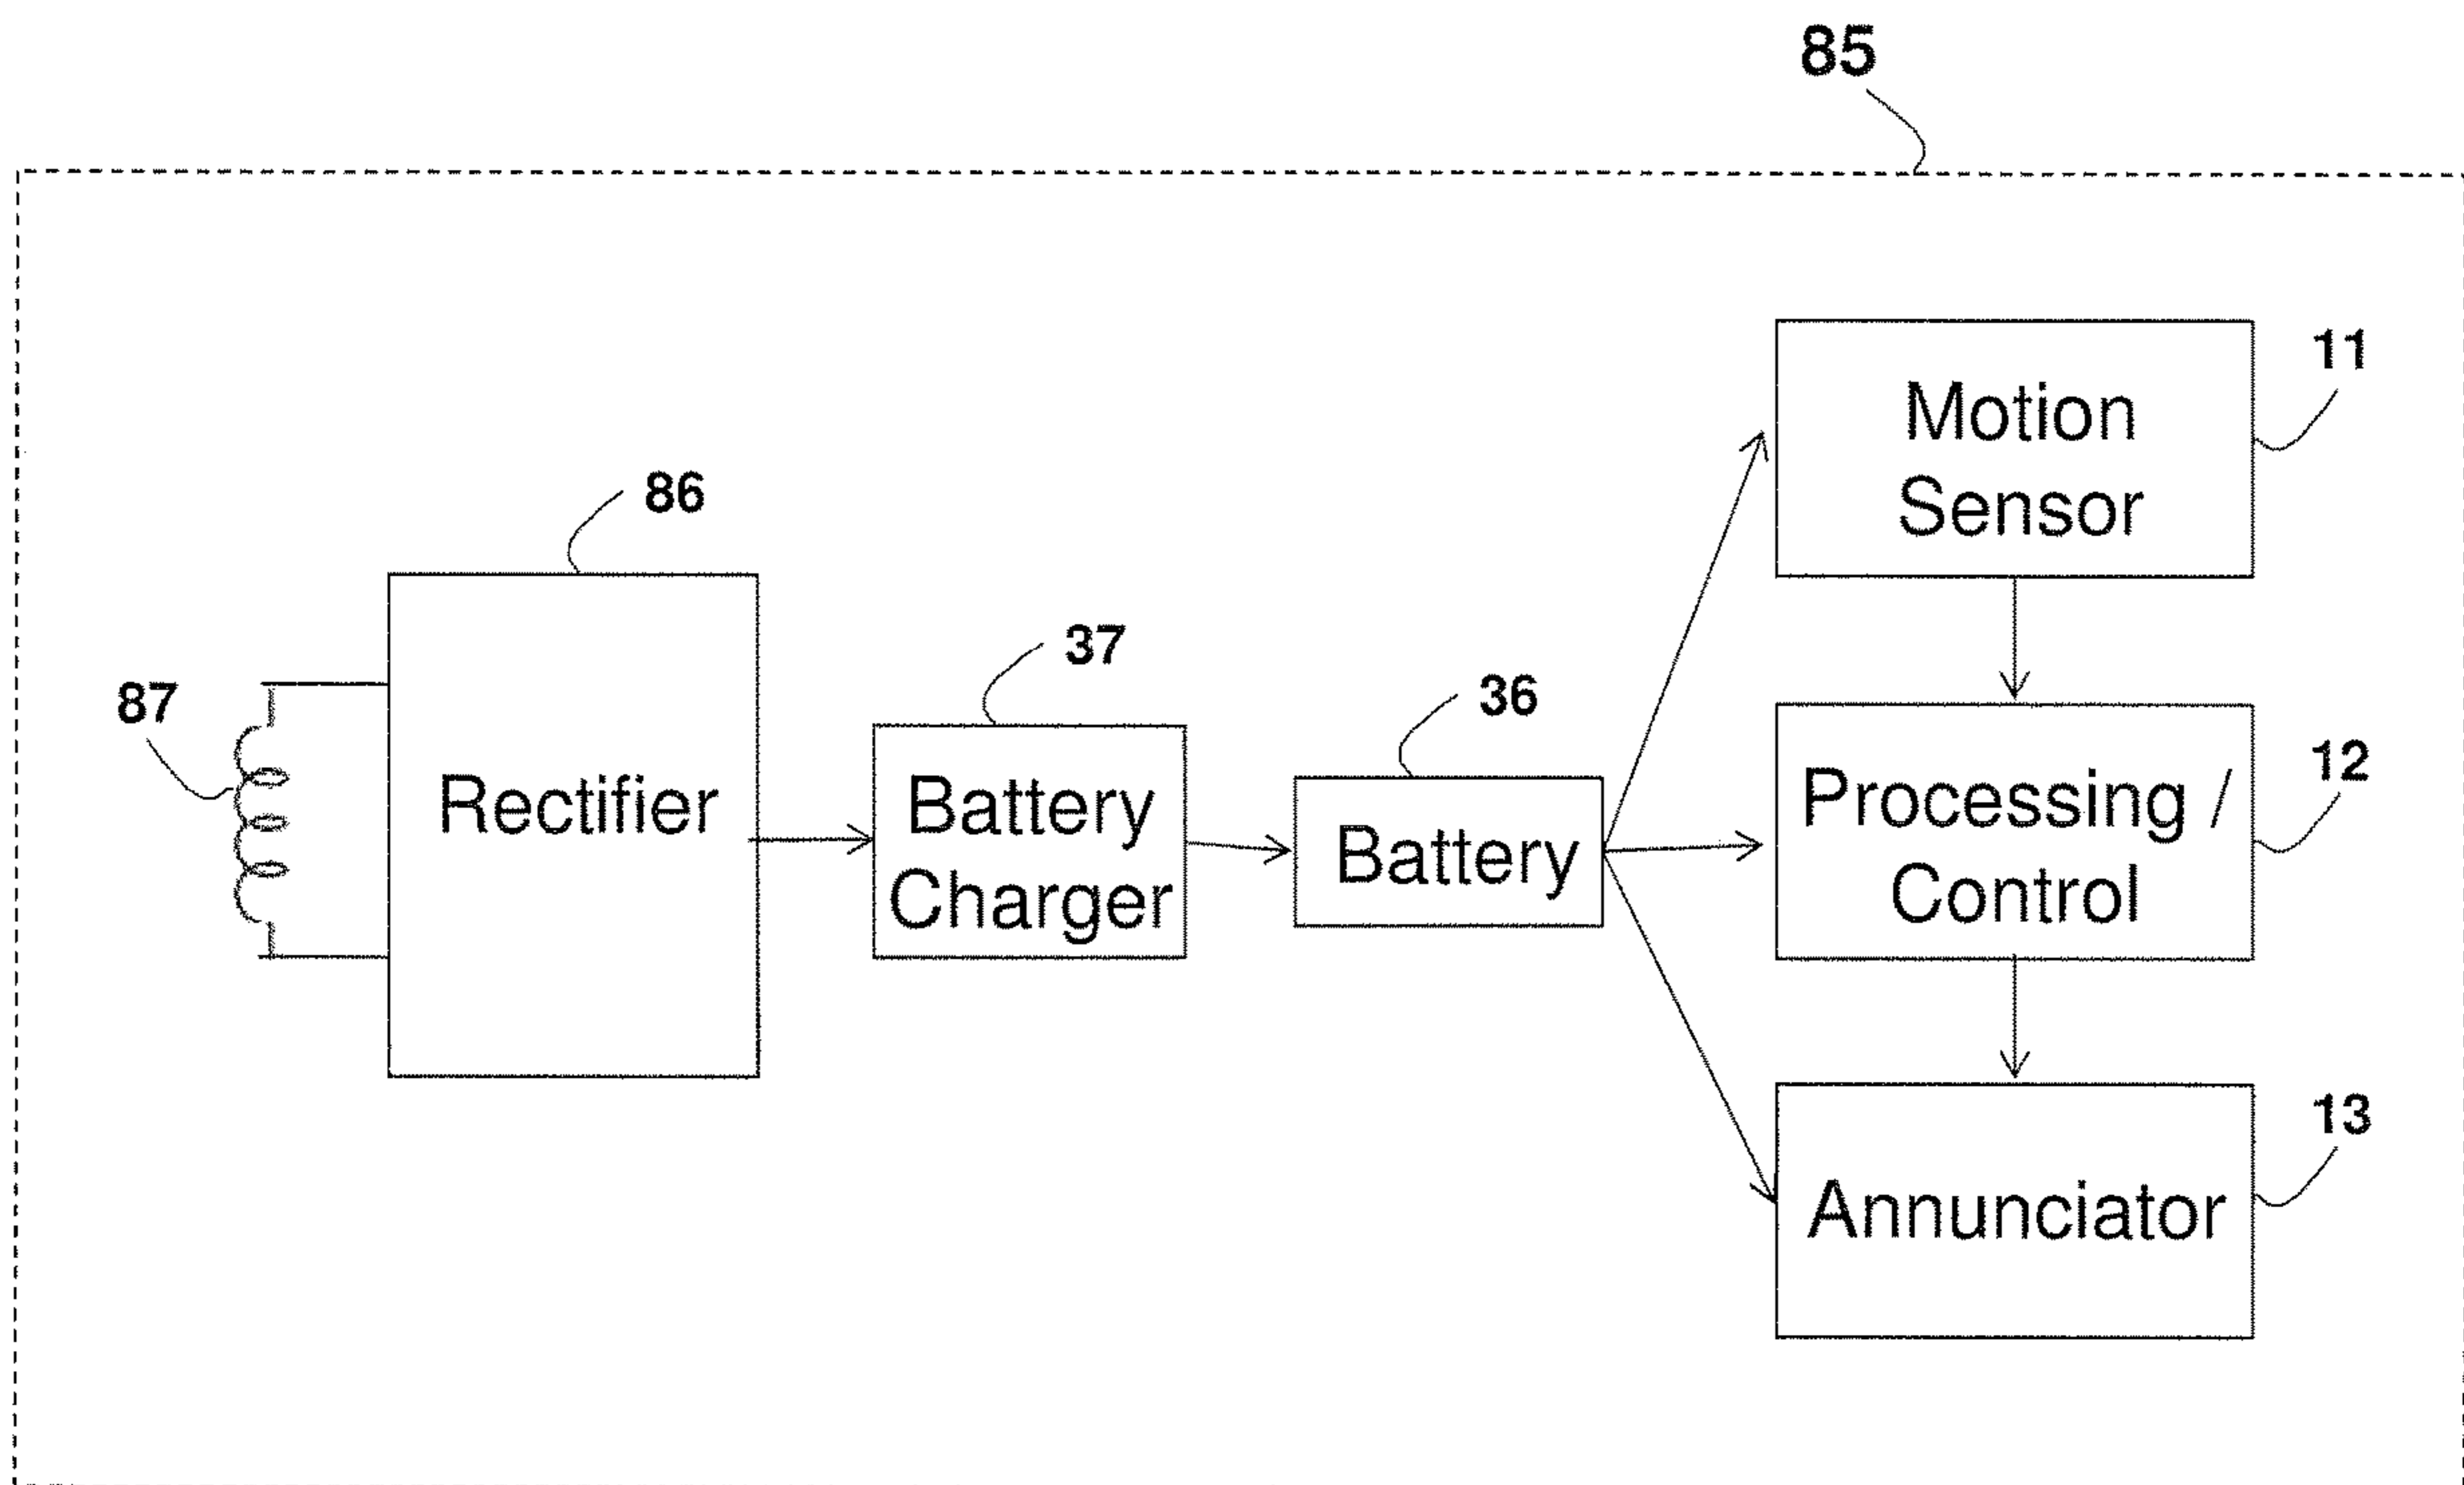 85
11
Motion
Sensor
86
37
87
36
12
Rectifier
Battery
Charger
Battery
Processing /
Control
13
Annunciator